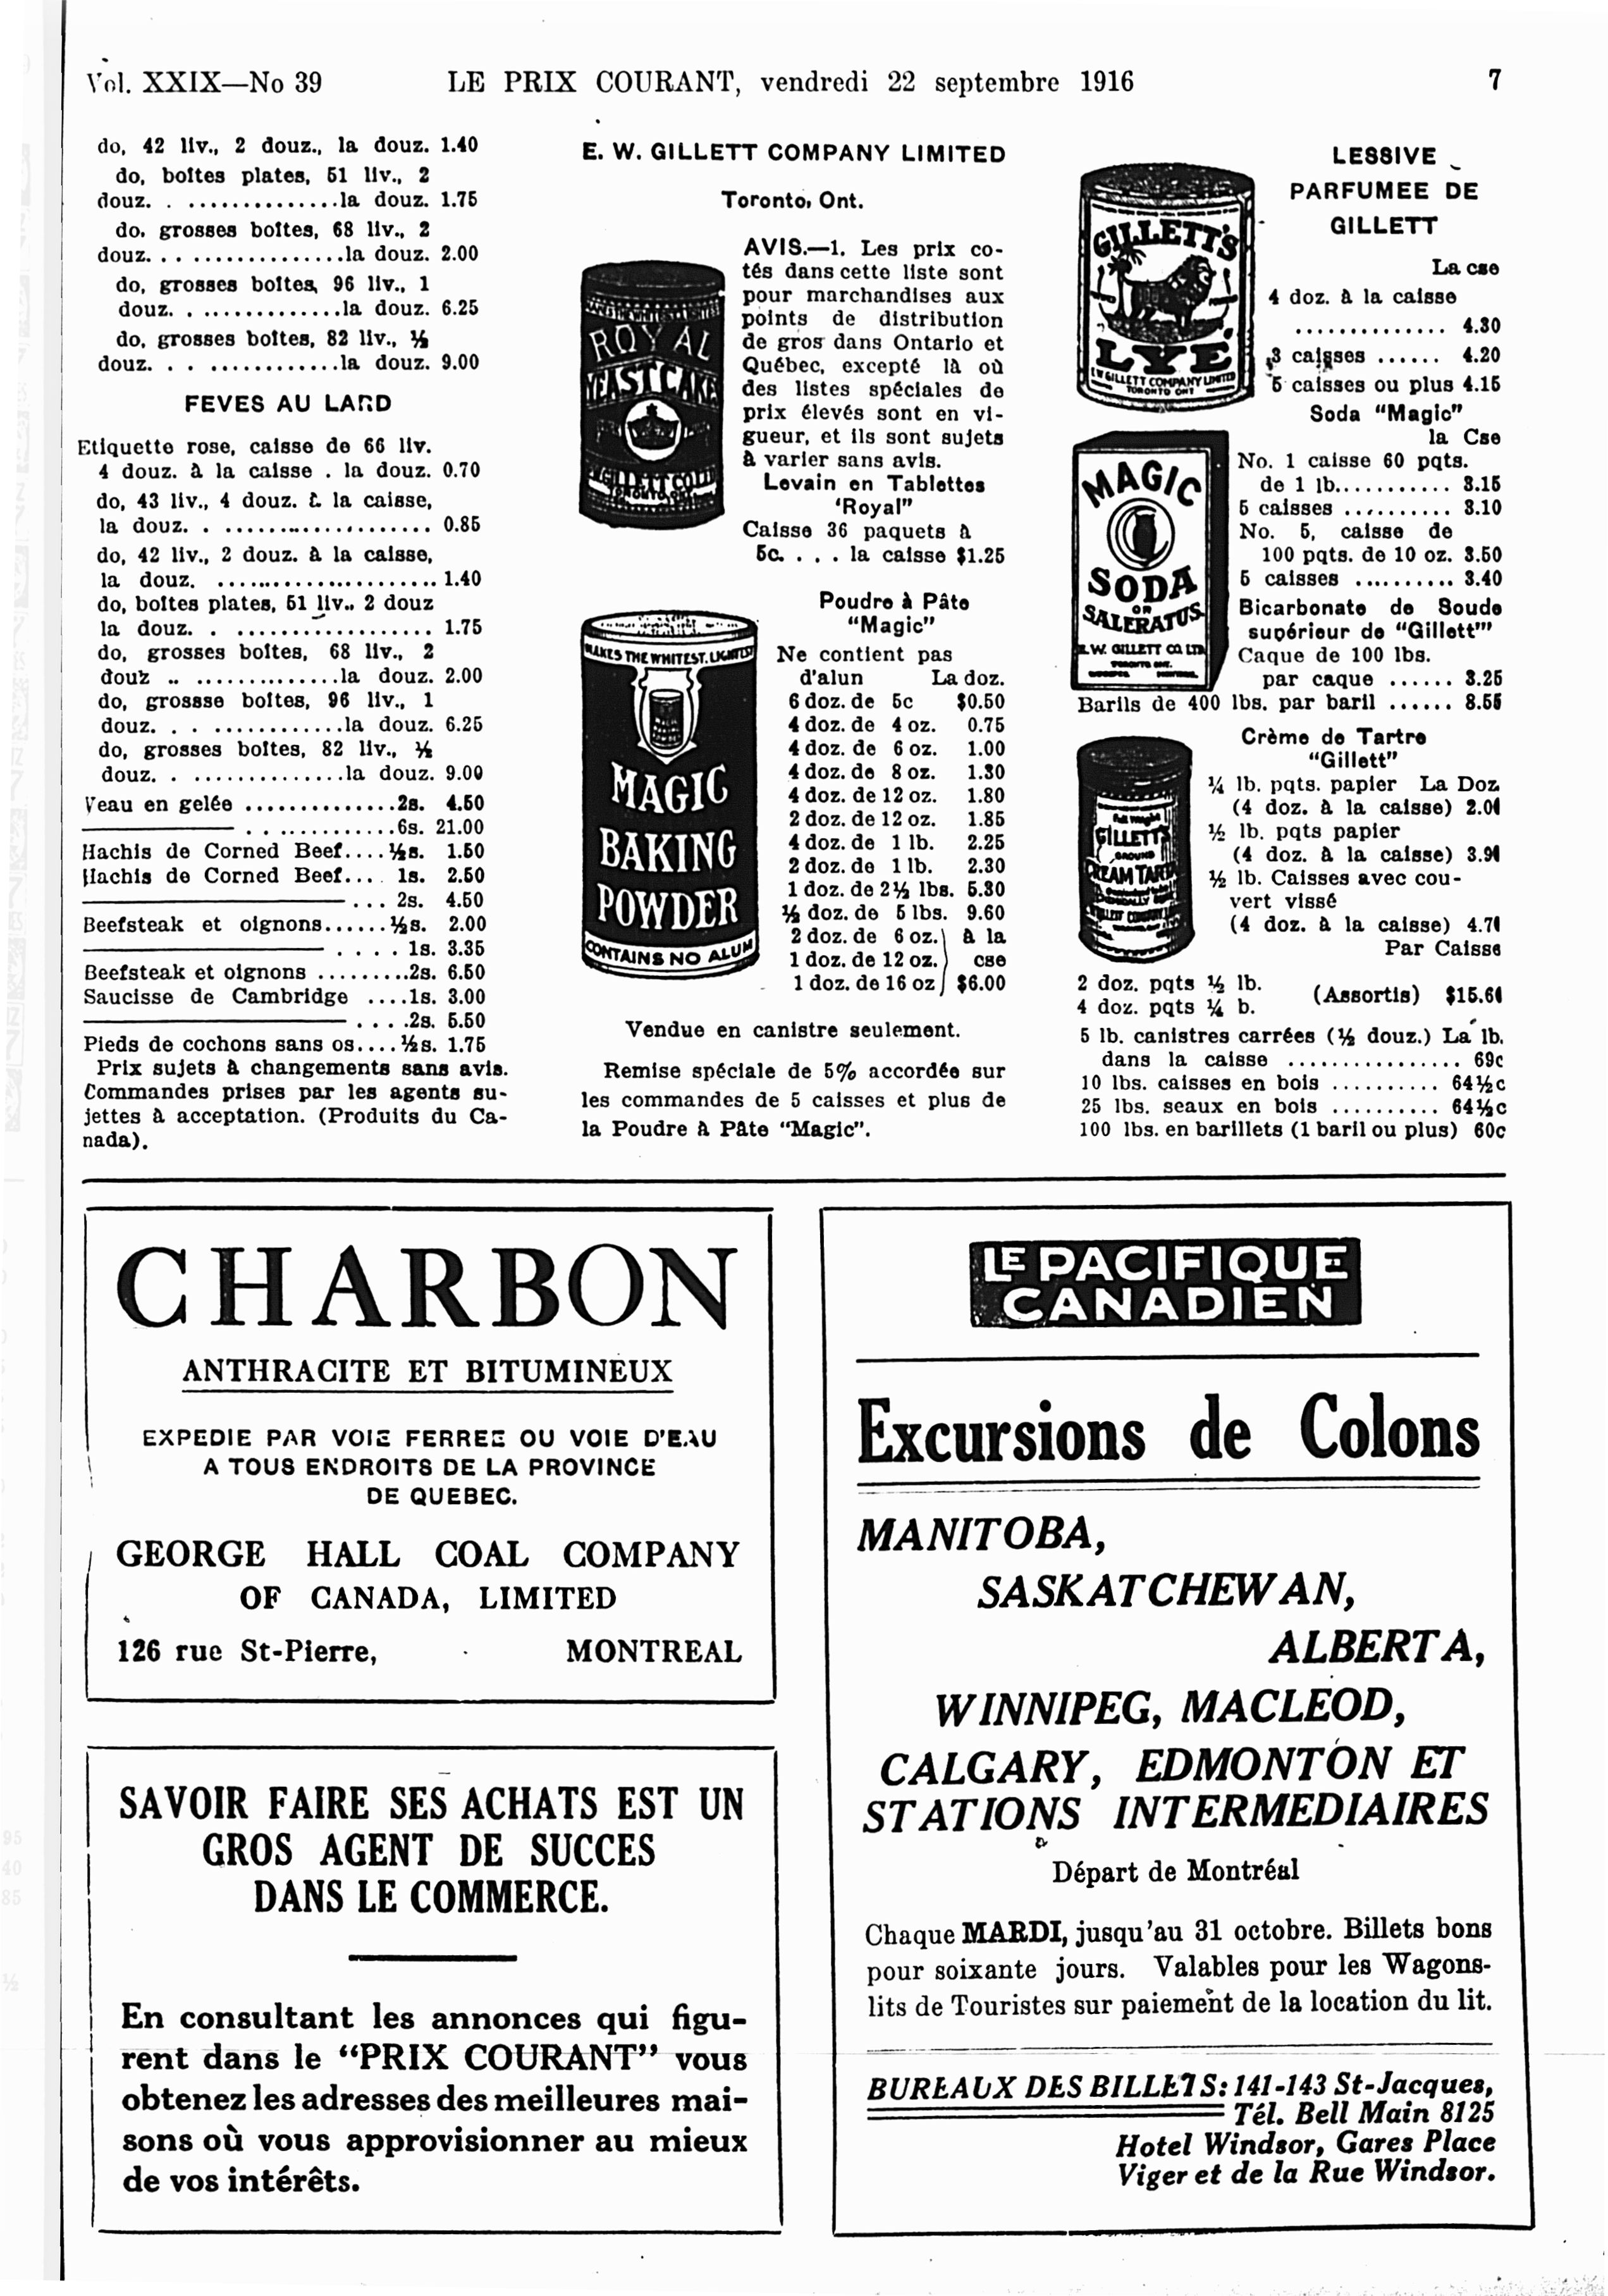 Vol. XXIX—No 39 LE PRIX COURANT, vendredi 22 septembre 1916 7
do, 42 liv., 2 douz., la douz. 1.40
do, boîtes plates, 51 liv., 2
douz. . ..............la douz. 1.75
do. grosses boîtes, 68 liv., 2
douz. . . ................la douz. 2.00
do, grosses boîtes, 96 liv., 1
douz. . ..............la douz. 6.25
do, grosses boîtes, 82 liv., ½
douz. . . .............la douz. 9.00
FEVES AU LARD
Etiquette rose, caisse de 66 liv.
4 douz. à la caisse . la douz. 0.70
do, 43 liv., 4 douz. à la caisse,
la douz. . ..................... 0.85
do, 42 liv., 2 douz. à la caisse,
la douz. ...................... 1.40
do, boîtes plates, 51 liv., 2 douz
la douz. . .................... 1.75
do, grosses boîtes, 68 liv., 2
douz .. ..............la douz. 2.00
do, grossse boîtes, 96 liv., 1
douz. . . .............la douz. 6.25
do, grosses boîtes, 82 liv., ½
douz. . ...............la douz. 9.00
Veau en gelée ...............2s. 4.50
. . ............6s. 21.00
Hachis de Corned Beef....½s. 1.50
Hachis de Corned Beef.... 1s. 2.50
... 2s. 4.50
Beefsteak et oignons......½s. 2.00
. . . . 1s. 3.35
Beefsteak et oignons .........2s. 6.50
Saucisse de Cambridge ....1s. 3.00
. . . .2s. 5.50
Pieds de cochons sans os....½s. 1.75
Prix sujets à changements sans avis.
Commandes prises par les agents su-
jettes à acceptation. (Produits du Ca-
nada).
E. W. GILLETT COMPANY LIMITED
Toronto, Ont.
ROYAL
YEAST CAKES
AVIS.—1. Les prix co-
tés dans cette liste sont
pour marchandises aux
points de distribution
de gros dans Ontario et
Québec, excepté là où
des listes spéciales de
prix élevés sont en vi-
gueur, et ils sont sujets
à varier sans avis.
Levain en Tablettes
'Royal"
Caisse 36 paquets à
5c. . . . la caisse $1.25
MAKES THE WHITEST, LIGHTEST
MAGIC
BAKING
POWDER
CONTAINS NO ALUM
Poudre à Pâte
"Magic"
Ne contient pas
d'alun La doz.
6 doz. de 5c $0.50
4 doz. de 4 oz. 0.75
4 doz. de 6 oz. 1.00
4 doz. de 8 oz. 1.30
4 doz. de 12 oz. 1.80
2 doz. de 12 oz. 1.85
4 doz. de 1 lb. 2.25
2 doz. de 1 lb. 2.30
1 doz. de 2½ lbs. 5.30
½ doz. de 5 lbs. 9.60
2 doz. de 6 oz.) à la
1 doz. de 12 oz.) cse
1 doz. de 16 oz ) $6.00
Vendue en canistre seulement.
Remise spéciale de 5% accordée sur
les commandes de 5 caisses et plus de
la Poudre à Pâte "Magic".
GILLETT'S
LYE
E W GILLETT COMPANY LIMITED
TORONTO ONT
LESSIVE
PARFUMEE DE
GILLETT
La cse
4 doz. à la caisse
.............. 4.30
3 caisses ...... 4.20
5 caisses ou plus 4.15
MAGIC
SODA
OR
SALERATUS
E.W. GILLETT CO. LTD
Soda "Magic"
la Cse
No. 1 caisse 60 pqts.
de 1 lb........... 3.15
5 caisses .......... 3.10
No. 5, caisse de
100 pqts. de 10 oz. 3.50
5 caisses .......... 3.40
Bicarbonate de Soude
supérieur de "Gillett'"
Caque de 100 lbs.
par caque ...... 3.25
Barils de 400 lbs. par baril ...... 8.55
GILLETT'S
GROUND
CREAM TARTAR
Crème de Tartre
"Gillett"
¼ lb. pqts. papier La Doz
(4 doz. à la caisse) 2.0
½ lb. pqts papier
(4 doz. à la caisse) 3.9
½ lb. Caisses avec cou-
vert vissé
(4 doz. à la caisse) 4.7
Par Caisse
2 doz. pqts ½ lb.
4 doz. pqts ¼ b. (Assortis) $15.6
5 lb. canistres carrées (½ douz.) La lb.
dans la caisse ................ 69c
10 lbs. caisses en bois .......... 64½c
25 lbs. seaux en bois .......... 64½c
100 lbs. en barillets (1 baril ou plus) 60c
CHARBON
ANTHRACITE ET BITUMINEUX
EXPEDIE PAR VOIE FERREE OU VOIE D'EAU
A TOUS ENDROITS DE LA PROVINCE
DE QUEBEC.
GEORGE HALL COAL COMPANY
OF CANADA, LIMITED
126 rue St-Pierre, MONTREAL
SAVOIR FAIRE SES ACHATS EST UN
GROS AGENT DE SUCCES
DANS LE COMMERCE.
En consultant les annonces qui figu-
rent dans le "PRIX COURANT" vous
obtenez les adresses des meilleures mai-
sons où vous approvisionner au mieux
de vos intérêts.
LE PACIFIQUE
CANADIEN
Excursions de Colons
MANITOBA,
SASKATCHEWAN,
ALBERTA,
WINNIPEG, MACLEOD,
CALGARY, EDMONTON ET
STATIONS INTERMEDIAIRES
Départ de Montréal
Chaque MARDI, jusqu'au 31 octobre. Billets bons
pour soixante jours. Valables pour les Wagons-
lits de Touristes sur paiement de la location du lit.
BUREAUX DES BILLETS: 141-143 St-Jacques,
Tél. Bell Main 8125
Hotel Windsor, Gares Place
Viger et de la Rue Windsor.